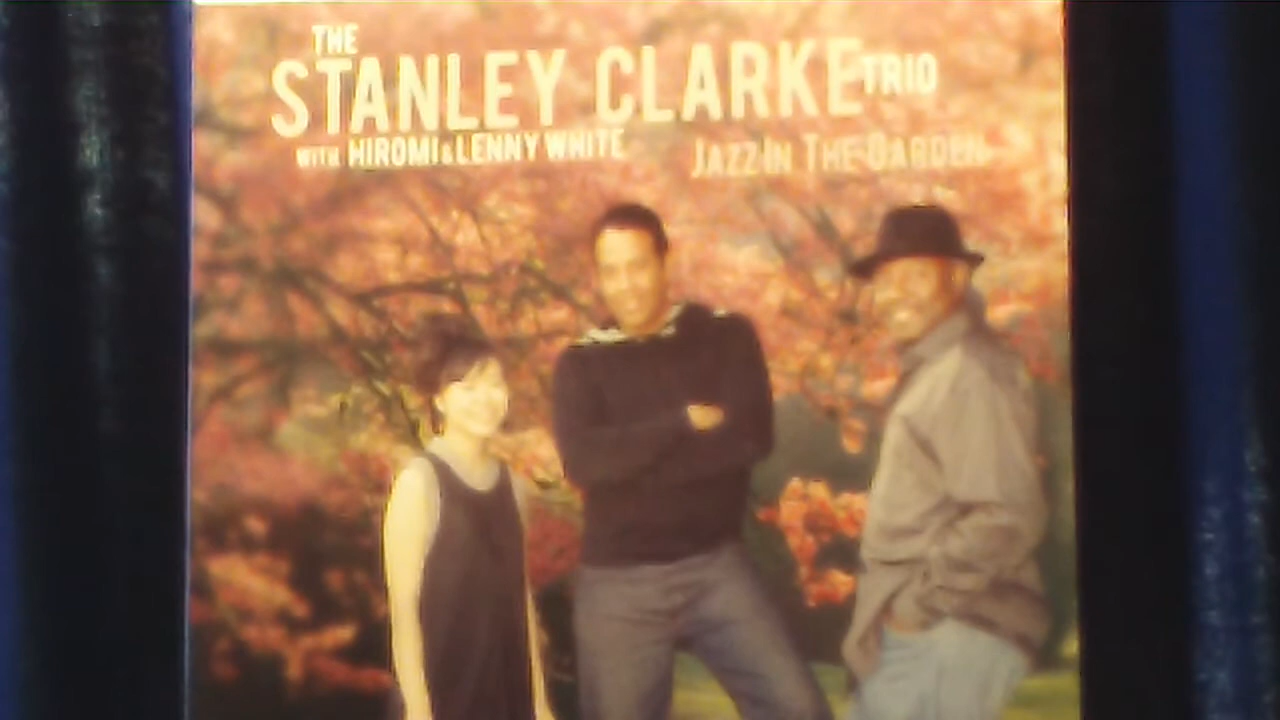 THE
STANLEY CLARKE TRIO
WITH HIROMI & LENNY WHITE
JAZZ IN THE GARDEN